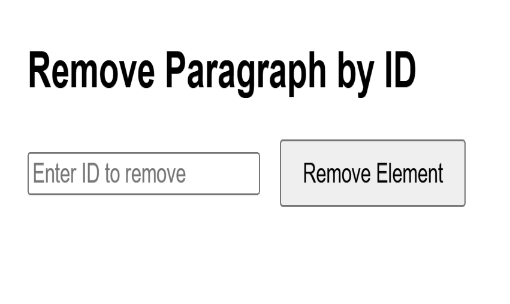 Remove Paragraph by ID
Enter ID to remove
Remove Element